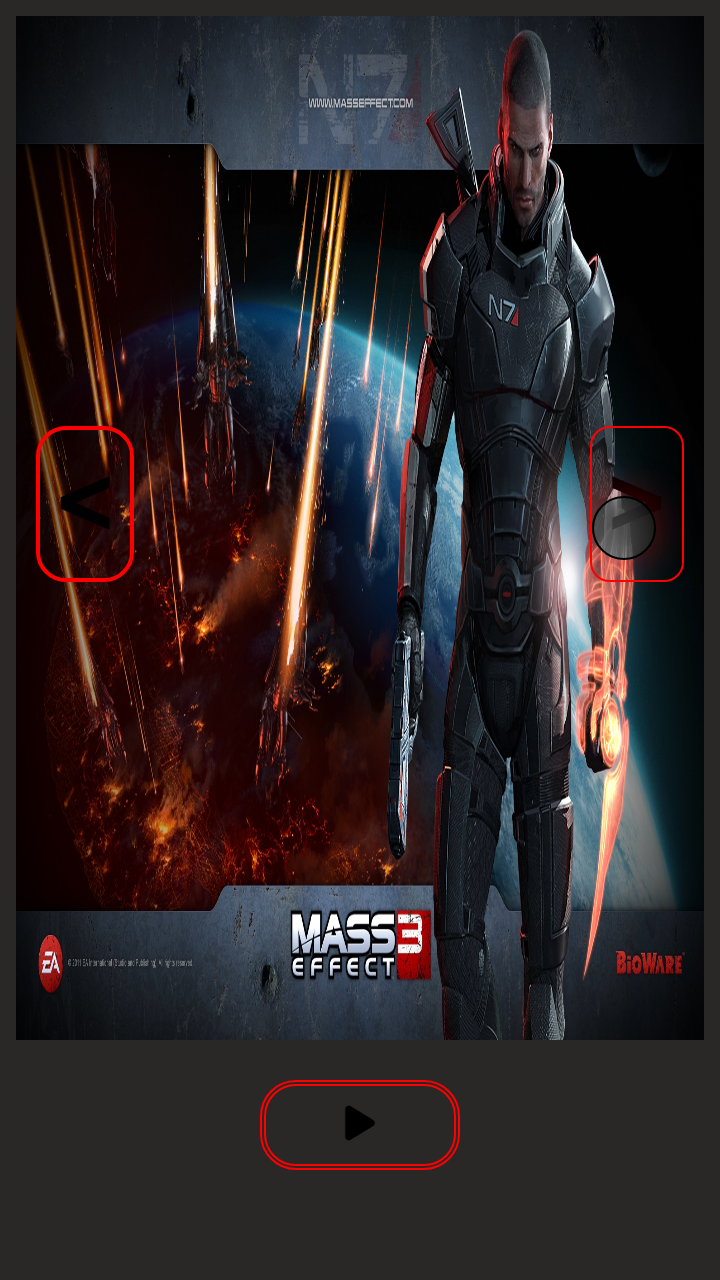 N7
WWW.MASSEFFECT.COM
N7
<
>
MASS
EFFECT 3
EA © 2011 EA International (Studio and Publishing). All rights reserved.
BIOWARE